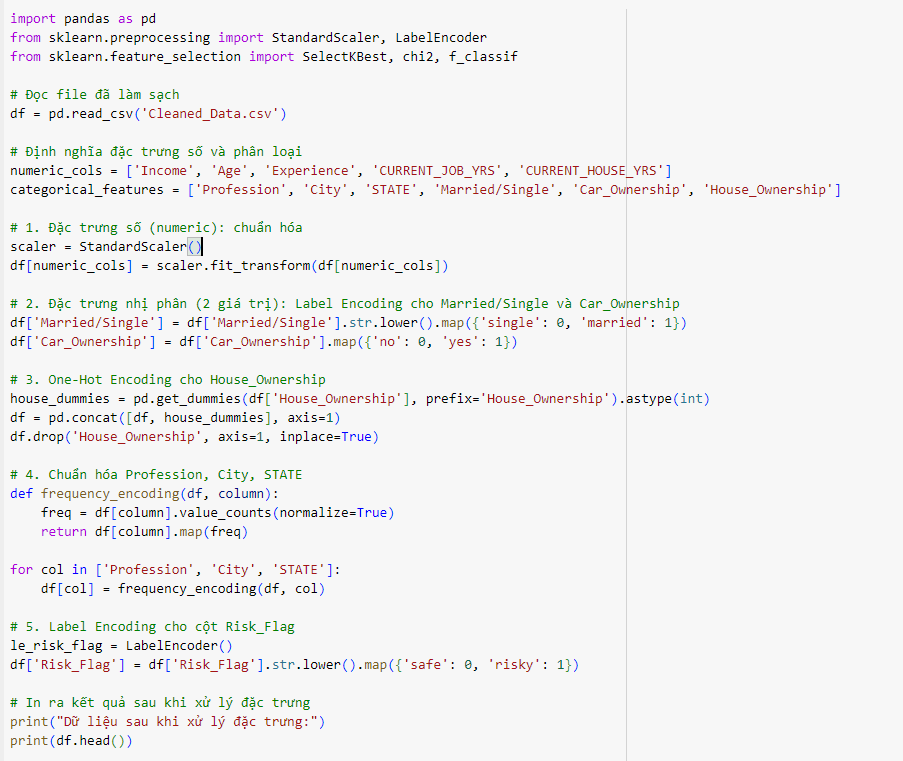 import pandas as pd
from sklearn.preprocessing import StandardScaler, LabelEncoder
from sklearn.feature_selection import SelectKBest, chi2, f_classif

# Đọc file đã làm sạch
df = pd.read_csv('Cleaned_Data.csv')

# Định nghĩa đặc trưng số và phân loại
numeric_cols = ['Income', 'Age', 'Experience', 'CURRENT_JOB_YRS', 'CURRENT_HOUSE_YRS']
categorical_features = ['Profession', 'City', 'STATE', 'Married/Single', 'Car_Ownership', 'House_Ownership']

# 1. Đặc trưng số (numeric): chuẩn hóa
scaler = StandardScaler()
df[numeric_cols] = scaler.fit_transform(df[numeric_cols])

# 2. Đặc trưng nhị phân (2 giá trị): Label Encoding cho Married/Single và Car_Ownership
df['Married/Single'] = df['Married/Single'].str.lower().map({'single': 0, 'married': 1})
df['Car_Ownership'] = df['Car_Ownership'].map({'no': 0, 'yes': 1})

# 3. One-Hot Encoding cho House_Ownership
house_dummies = pd.get_dummies(df['House_Ownership'], prefix='House_Ownership').astype(int)
df = pd.concat([df, house_dummies], axis=1)
df.drop('House_Ownership', axis=1, inplace=True)

# 4. Chuẩn hóa Profession, City, STATE
def frequency_encoding(df, column):
    freq = df[column].value_counts(normalize=True)
    return df[column].map(freq)

for col in ['Profession', 'City', 'STATE']:
    df[col] = frequency_encoding(df, col)

# 5. Label Encoding cho cột Risk_Flag
le_risk_flag = LabelEncoder()
df['Risk_Flag'] = df['Risk_Flag'].str.lower().map({'safe': 0, 'risky': 1})

# In ra kết quả sau khi xử lý đặc trưng
print("Dữ liệu sau khi xử lý đặc trưng:")
print(df.head())